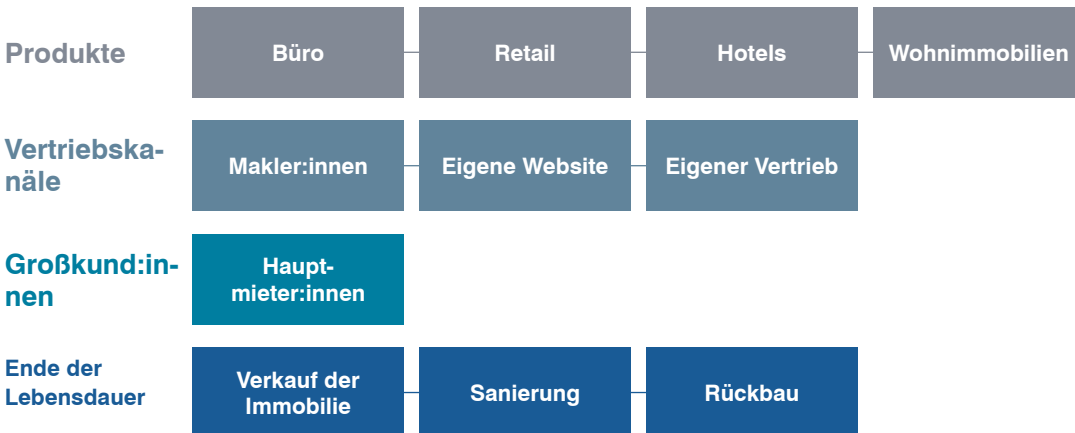 Produkte
Büro
Retail
Hotels
Wohnimmobilien
Vertriebska-
näle
Makler:innen
Eigene Website
Eigener Vertrieb
Großkund:in-
nen
Haupt-
mieter:innen
Ende der
Lebensdauer
Verkauf der
Immobilie
Sanierung
Rückbau